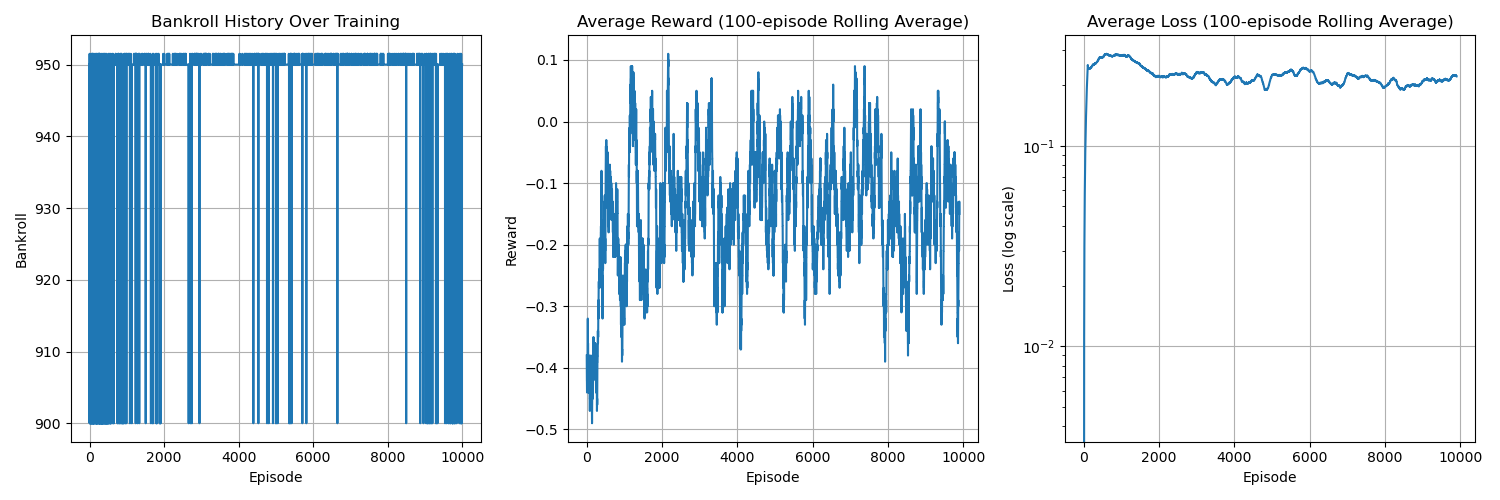 Bankroll History Over Training
950
940
930
920
910
900
Bankroll
0 2000 4000 6000 8000 10000
Episode
Average Reward (100-episode Rolling Average)
0.1
0.0
−0.1
−0.2
−0.3
−0.4
−0.5
Reward
0 2000 4000 6000 8000 10000
Episode
Average Loss (100-episode Rolling Average)
10⁻¹
10⁻²
Loss (log scale)
0 2000 4000 6000 8000 10000
Episode